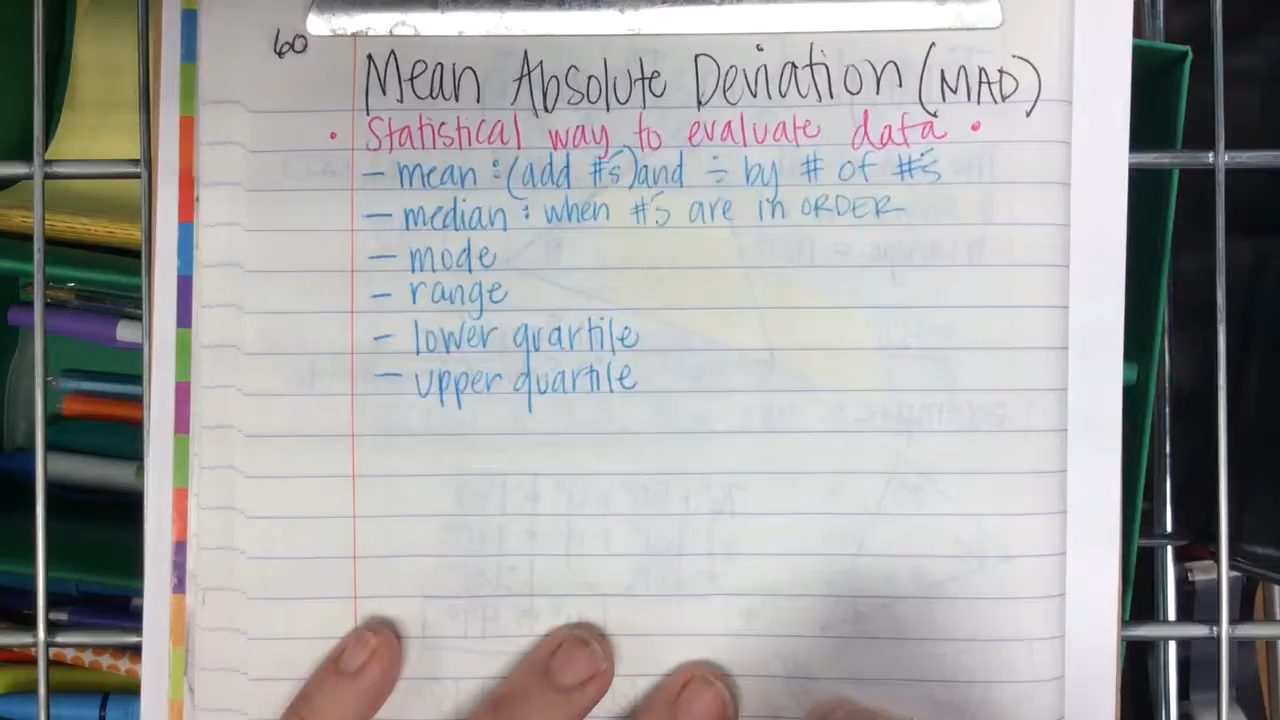 60
Mean Absolute Deviation (MAD)
• Statistical way to evaluate data •
- mean : (add #s) and ÷ by # of #s
- median : when #s are in ORDER
- mode
- range
- lower quartile
- upper quartile